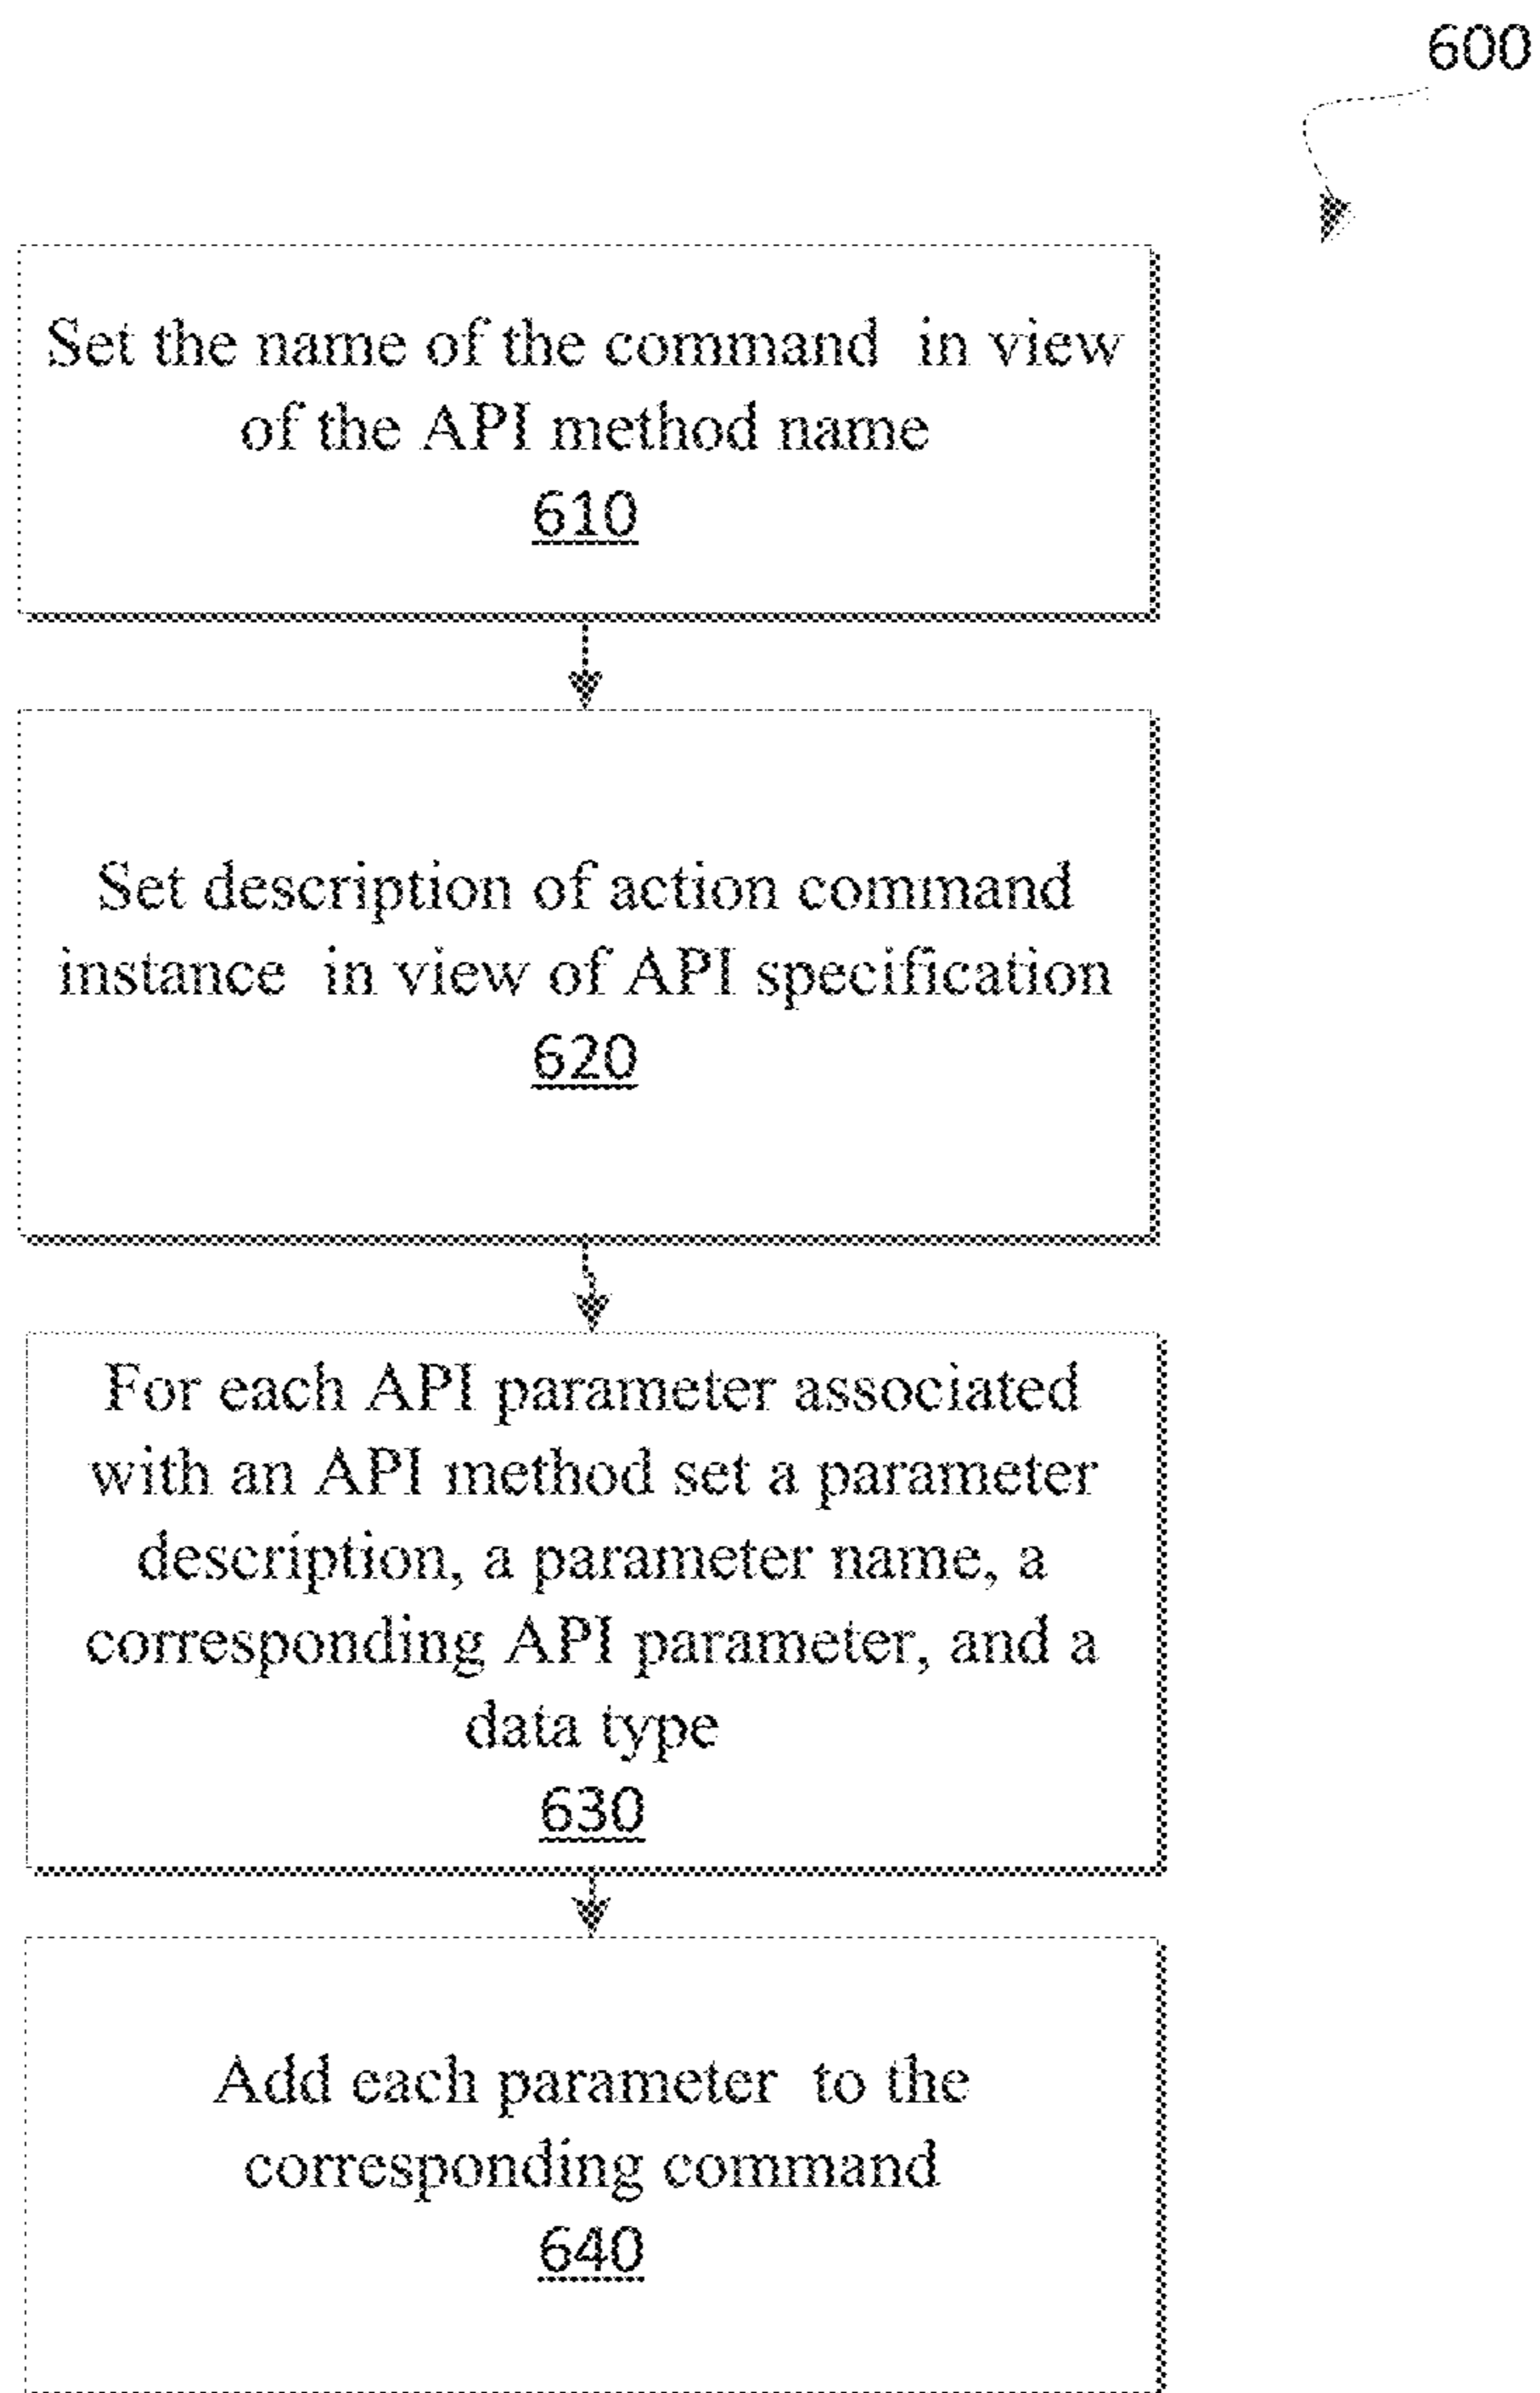 600
Set the name of the command in view
of the API method name
610
Set description of action command
instance in view of API specification
620
For each API parameter associated
with an API method set a parameter
description, a parameter name, a
corresponding API parameter, and a
data type
630
Add each parameter to the
corresponding command
640